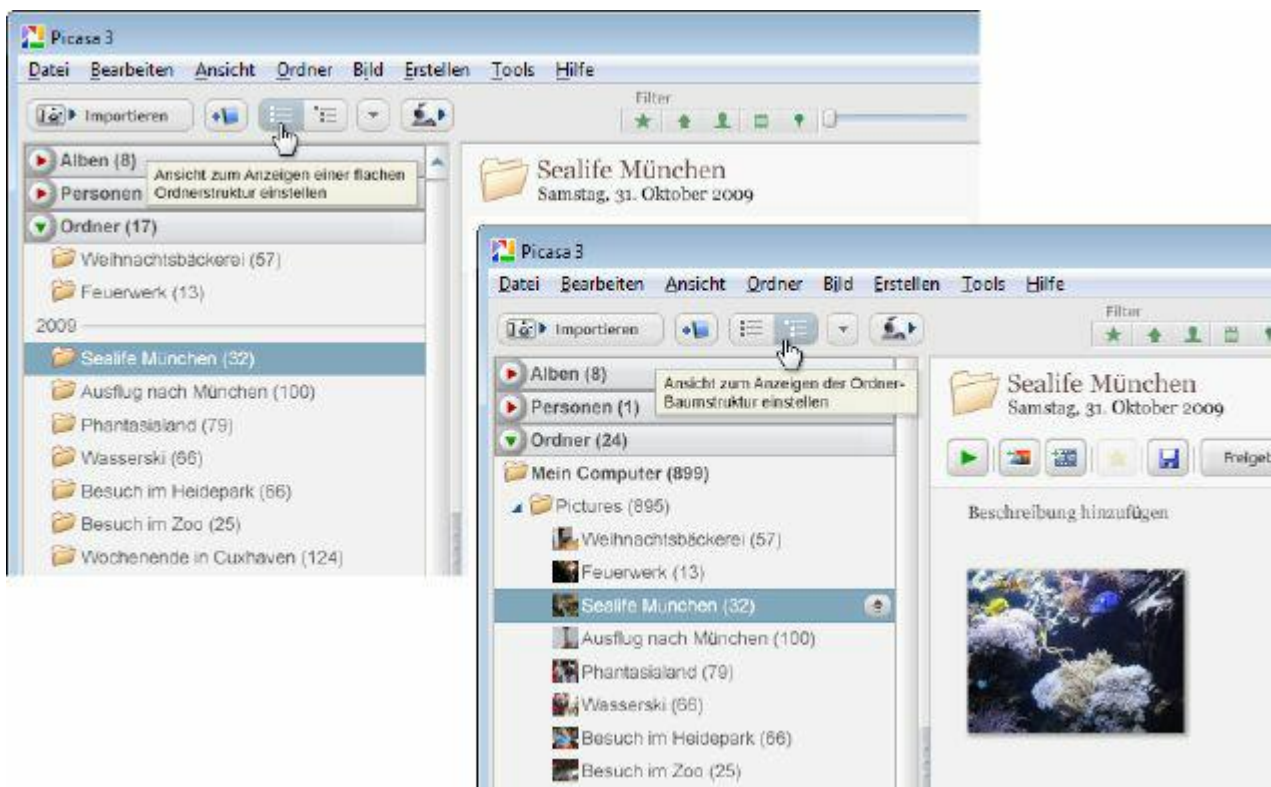 Picasa 3
Datei Bearbeiten Ansicht Ordner Bild Erstellen Tools Hilfe
Importieren
Filter
Alben (8)
Ansicht zum Anzeigen einer flachen
Ordnerstruktur einstellen
Personen
Ordner (17)
Weihnachtsbäckerei (57)
Feuerwerk (13)
2009
Sealife München (32)
Ausflug nach München (100)
Phantasialand (79)
Wasserski (66)
Besuch im Heidepark (66)
Besuch im Zoo (25)
Wochenende in Cuxhaven (124)
Sealife München
Samstag, 31. Oktober 2009
Picasa 3
Datei Bearbeiten Ansicht Ordner Bild Erstellen Tools Hilfe
Importieren
Filter
Alben (8)
Ansicht zum Anzeigen der Ordner-
Baumstruktur einstellen
Personen (1)
Ordner (24)
Mein Computer (899)
Pictures (895)
Weihnachtsbäckerei (57)
Feuerwerk (13)
Sealife München (32)
Ausflug nach München (100)
Phantasialand (79)
Wasserski (66)
Besuch im Heidepark (66)
Besuch im Zoo (25)
Sealife München
Samstag, 31. Oktober 2009
Freigeb
Beschreibung hinzufügen